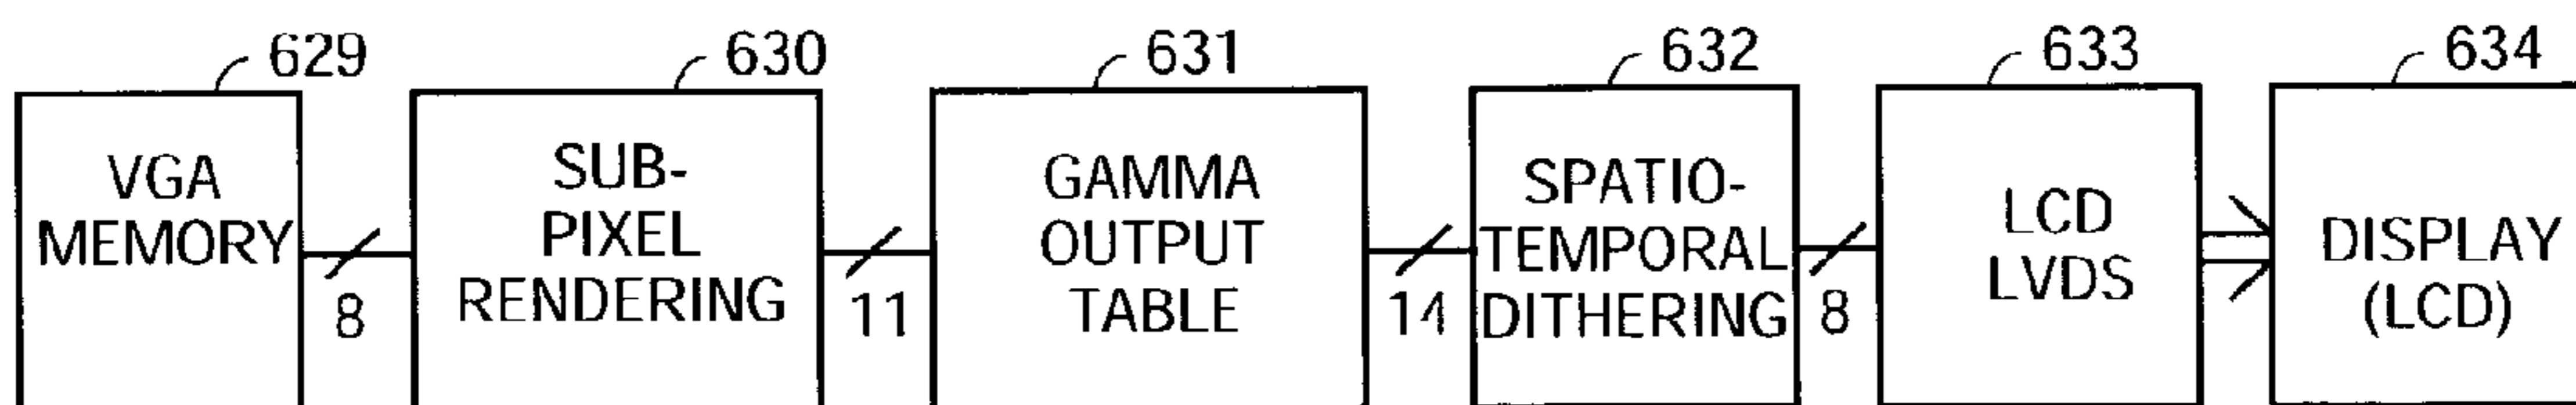 629
630
631
632
633
634
VGA
MEMORY
8
SUB-
PIXEL
RENDERING
11
GAMMA
OUTPUT
TABLE
14
SPATIO-
TEMPORAL
DITHERING
8
LCD
LVDS
DISPLAY
(LCD)